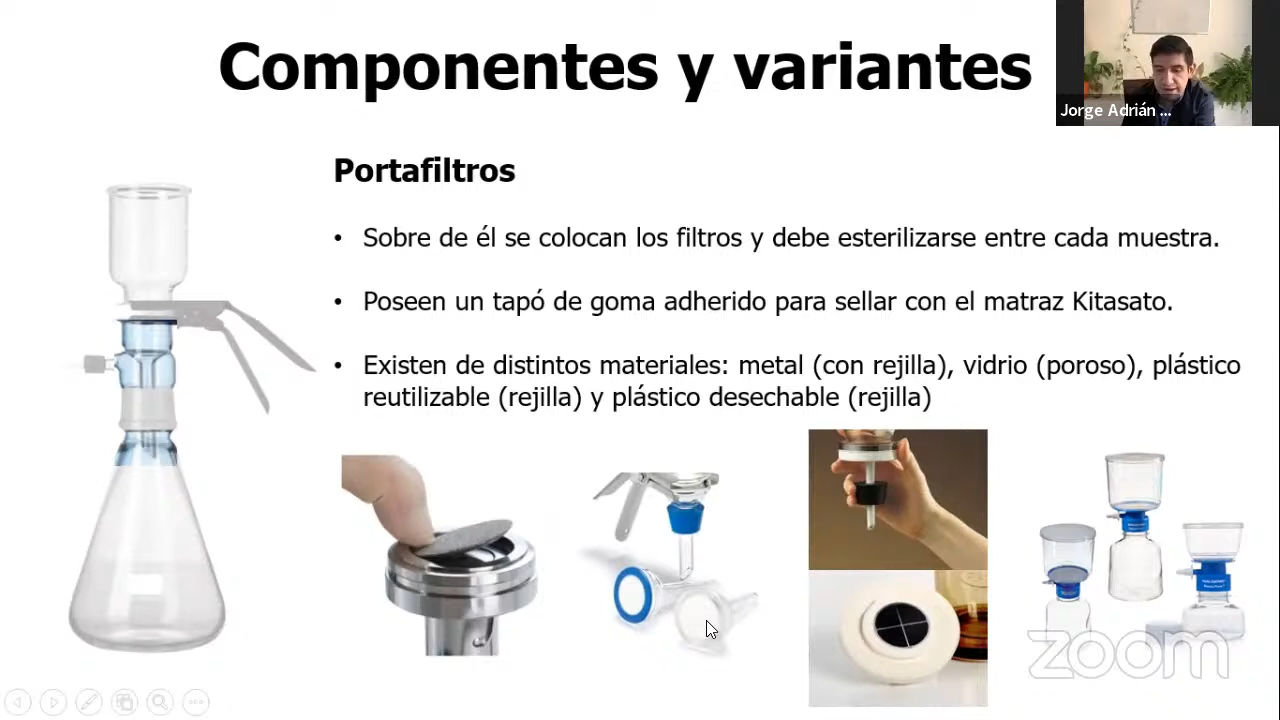 Componentes y variantes
Jorge Adrián ...
Portafiltros
• Sobre de él se colocan los filtros y debe esterilizarse entre cada muestra.
• Poseen un tapó de goma adherido para sellar con el matraz Kitasato.
• Existen de distintos materiales: metal (con rejilla), vidrio (poroso), plástico
reutilizable (rejilla) y plástico desechable (rejilla)
zoom